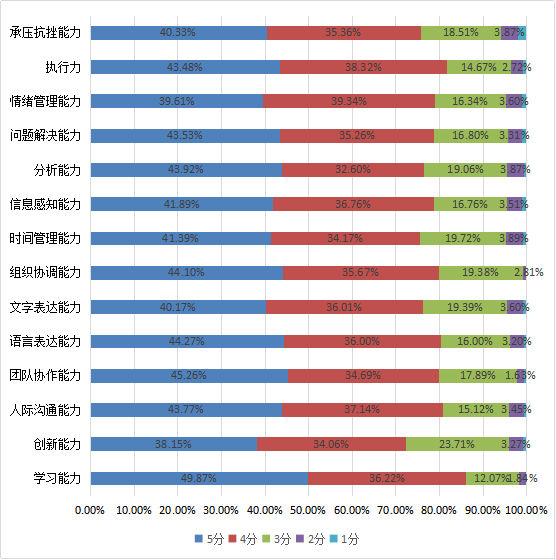 承压抗挫能力 40.33% 35.36% 18.51% 3.87%
执行力 43.48% 38.32% 14.67% 2.72%
情绪管理能力 39.61% 39.34% 16.34% 3.60%
问题解决能力 43.53% 35.26% 16.80% 3.31%
分析能力 43.92% 32.60% 19.06% 3.87%
信息感知能力 41.89% 36.76% 16.76% 3.51%
时间管理能力 41.39% 34.17% 19.72% 3.89%
组织协调能力 44.10% 35.67% 19.38% 2.81%
文字表达能力 40.17% 36.01% 19.39% 3.60%
语言表达能力 44.27% 36.00% 16.00% 3.20%
团队协作能力 45.26% 34.69% 17.89% 1.63%
人际沟通能力 43.77% 37.14% 15.12% 3.45%
创新能力 38.15% 34.06% 23.71% 3.27%
学习能力 49.87% 36.22% 12.07% 1.84%
0.00% 10.00% 20.00% 30.00% 40.00% 50.00% 60.00% 70.00% 80.00% 90.00% 100.00%
5分 4分 3分 2分 1分